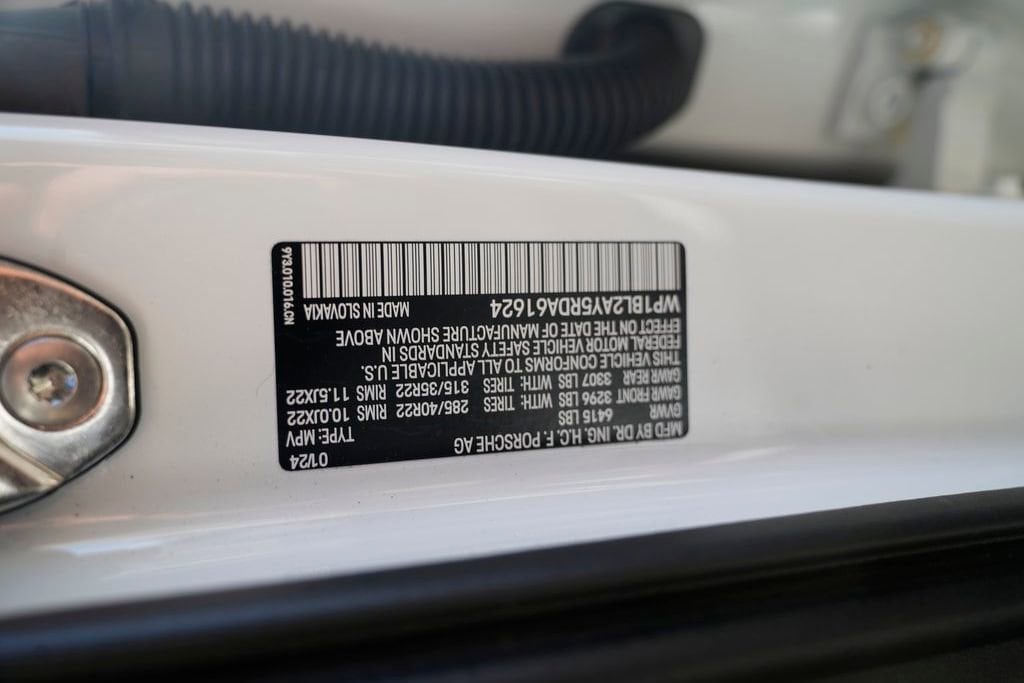 MFD BY DR. ING. H.C. F. PORSCHE AG 01/24
GVWR 6415 LBS TYPE: MPV
GAWR FRONT 3296 LBS WITH: TIRES 285/40R22 RIMS 10.0JX22
GAWR REAR 3307 LBS WITH: TIRES 315/35R22 RIMS 11.5JX22
THIS VEHICLE CONFORMS TO ALL APPLICABLE U.S.
FEDERAL MOTOR VEHICLE SAFETY STANDARDS IN
EFFECT ON THE DATE OF MANUFACTURE SHOWN ABOVE
WP1BL2AY5RDA61624 MADE IN SLOVAKIA
9Y3.010.016.CN